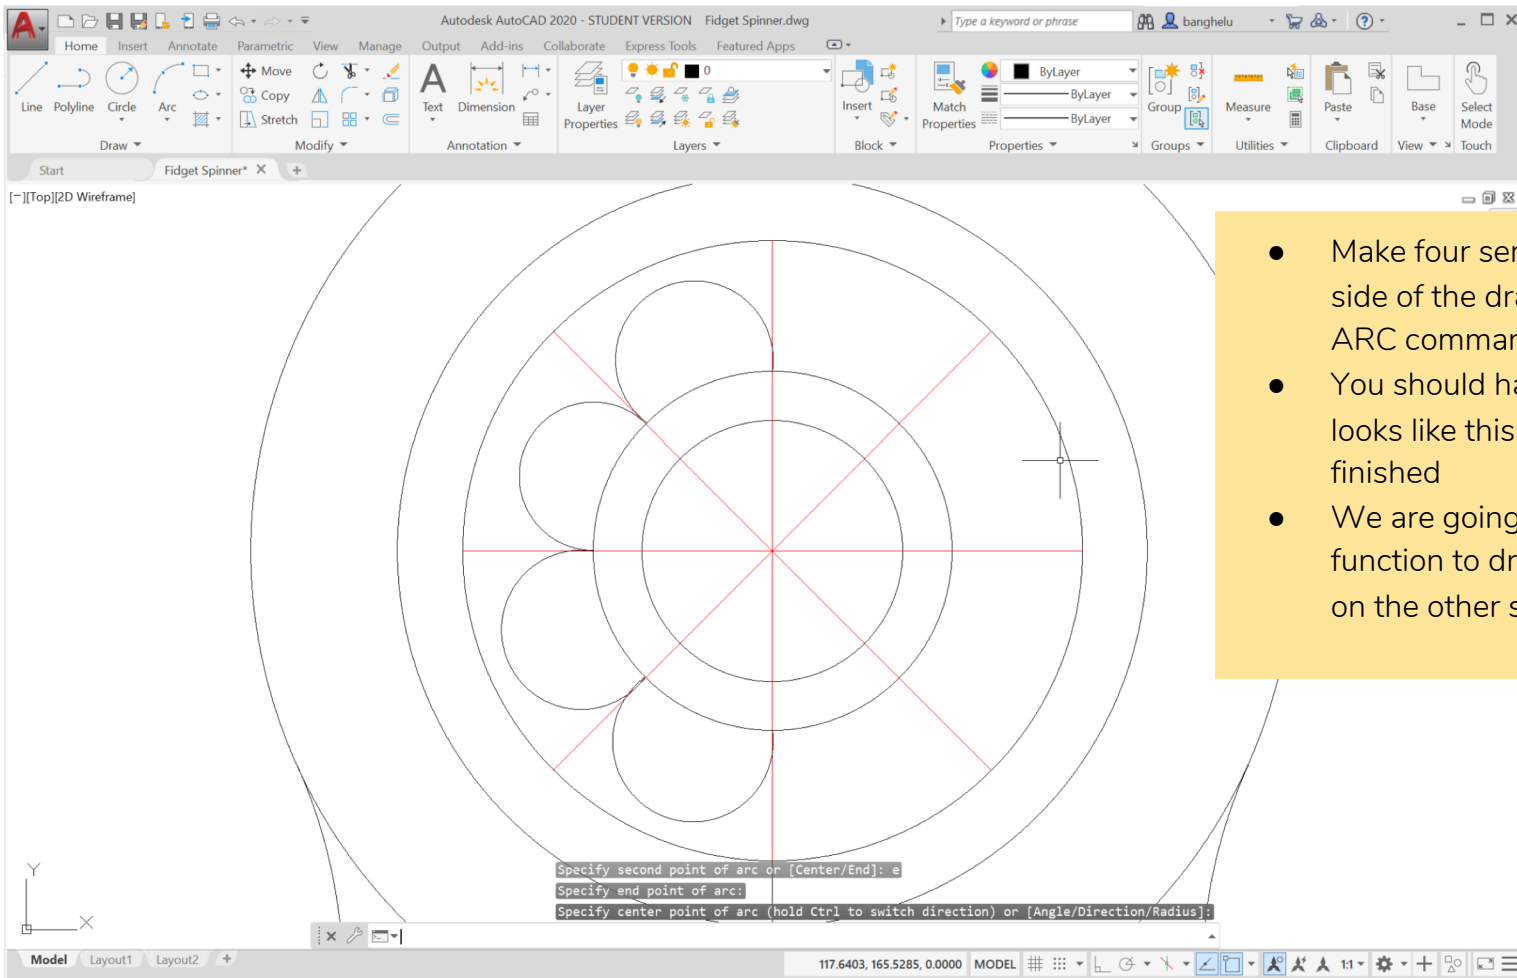 Autodesk AutoCAD 2020 - STUDENT VERSION Fidget Spinner.dwg
Type a keyword or phrase
banghelu
Home Insert Annotate Parametric View Manage Output Add-ins Collaborate Express Tools Featured Apps
Line Polyline Circle Arc
Move
Copy
Stretch
Text Dimension
Layer Properties
0
Insert
Match Properties
ByLayer
ByLayer
ByLayer
Group
Measure
Paste
Base
Select Mode
Draw Modify Annotation Layers Block Properties Groups Utilities Clipboard View Touch
Start Fidget Spinner* +
[−][Top][2D Wireframe]
● Make four
side of the
ARC
● You should
looks like this
finished
● We are going
function to
on the other
Specify second point of arc or [Center/End]: e
Specify end point of arc:
Specify center point of arc (hold Ctrl to switch direction) or [Angle/Direction/Radius]:
Y
X
Model Layout1 Layout2 +
117.6403, 165.5285, 0.0000 MODEL 1:1